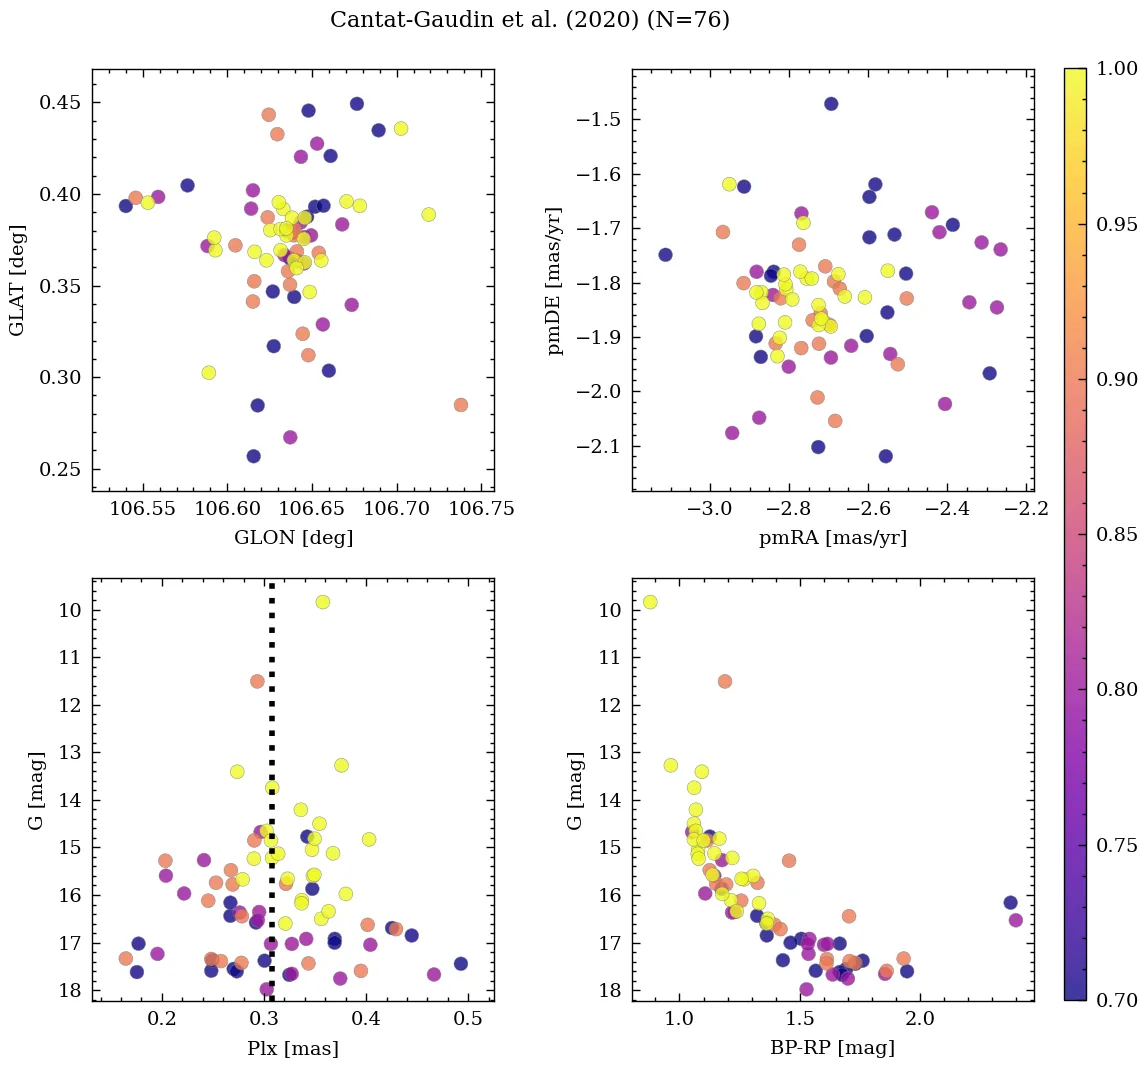 Cantat-Gaudin et al. (2020) (N=76)
0.45
0.40
0.35
0.30
0.25
GLAT [deg]
106.55 106.60 106.65 106.70 106.75
GLON [deg]
−1.5
−1.6
−1.7
−1.8
−1.9
−2.0
−2.1
pmDE [mas/yr]
−3.0 −2.8 −2.6 −2.4 −2.2
pmRA [mas/yr]
10
11
12
13
14
15
16
17
18
G [mag]
0.2 0.3 0.4 0.5
Plx [mas]
10
11
12
13
14
15
16
17
18
G [mag]
1.0 1.5 2.0
BP-RP [mag]
1.00
0.95
0.90
0.85
0.80
0.75
0.70